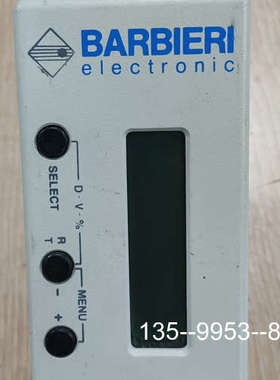 BARBIERI
electronic
D - V - %
SELECT
R
T
MENU
-
+
135--9953--8